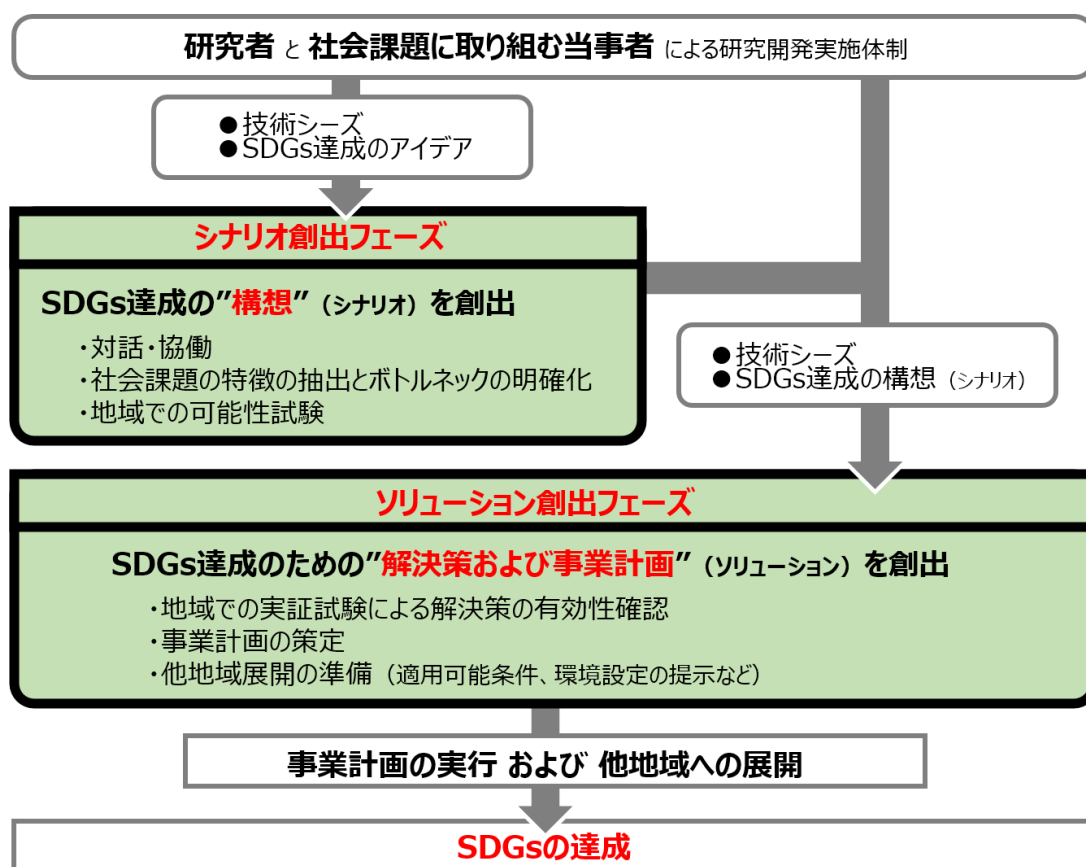 研究者 と 社会課題に取り組む当事者 による研究開発実施体制
●技術シーズ
●SDGs達成のアイデア
シナリオ創出フェーズ
SDGs達成の”構想”（シナリオ）を創出
・対話・協働
・社会課題の特徴の抽出とボトルネックの明確化
・地域での可能性試験
●技術シーズ
●SDGs達成の構想（シナリオ）
ソリューション創出フェーズ
SDGs達成のための”解決策および事業計画”（ソリューション）を創出
・地域での実証試験による解決策の有効性確認
・事業計画の策定
・他地域展開の準備（適用可能条件、環境設定の提示など）
事業計画の実行 および 他地域への展開
SDGsの達成